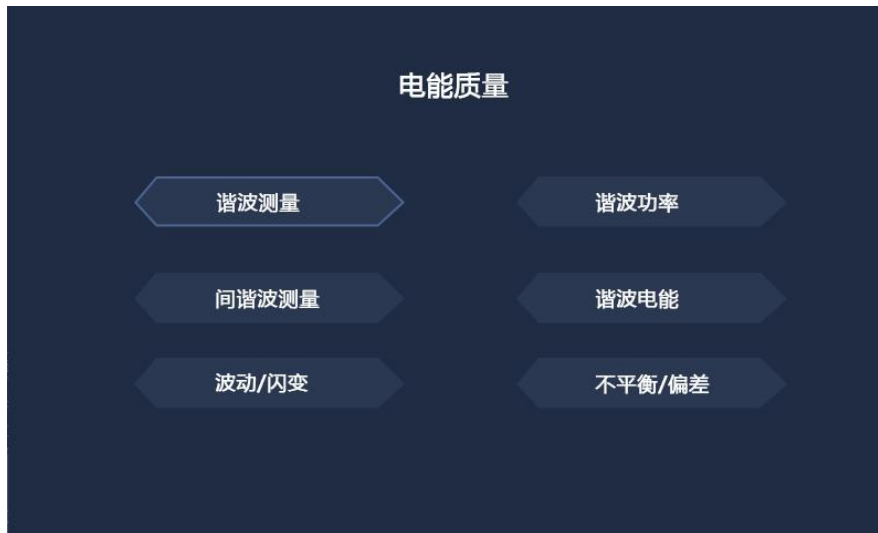 电能质量
谐波测量
谐波功率
间谐波测量
谐波电能
波动/闪变
不平衡/偏差